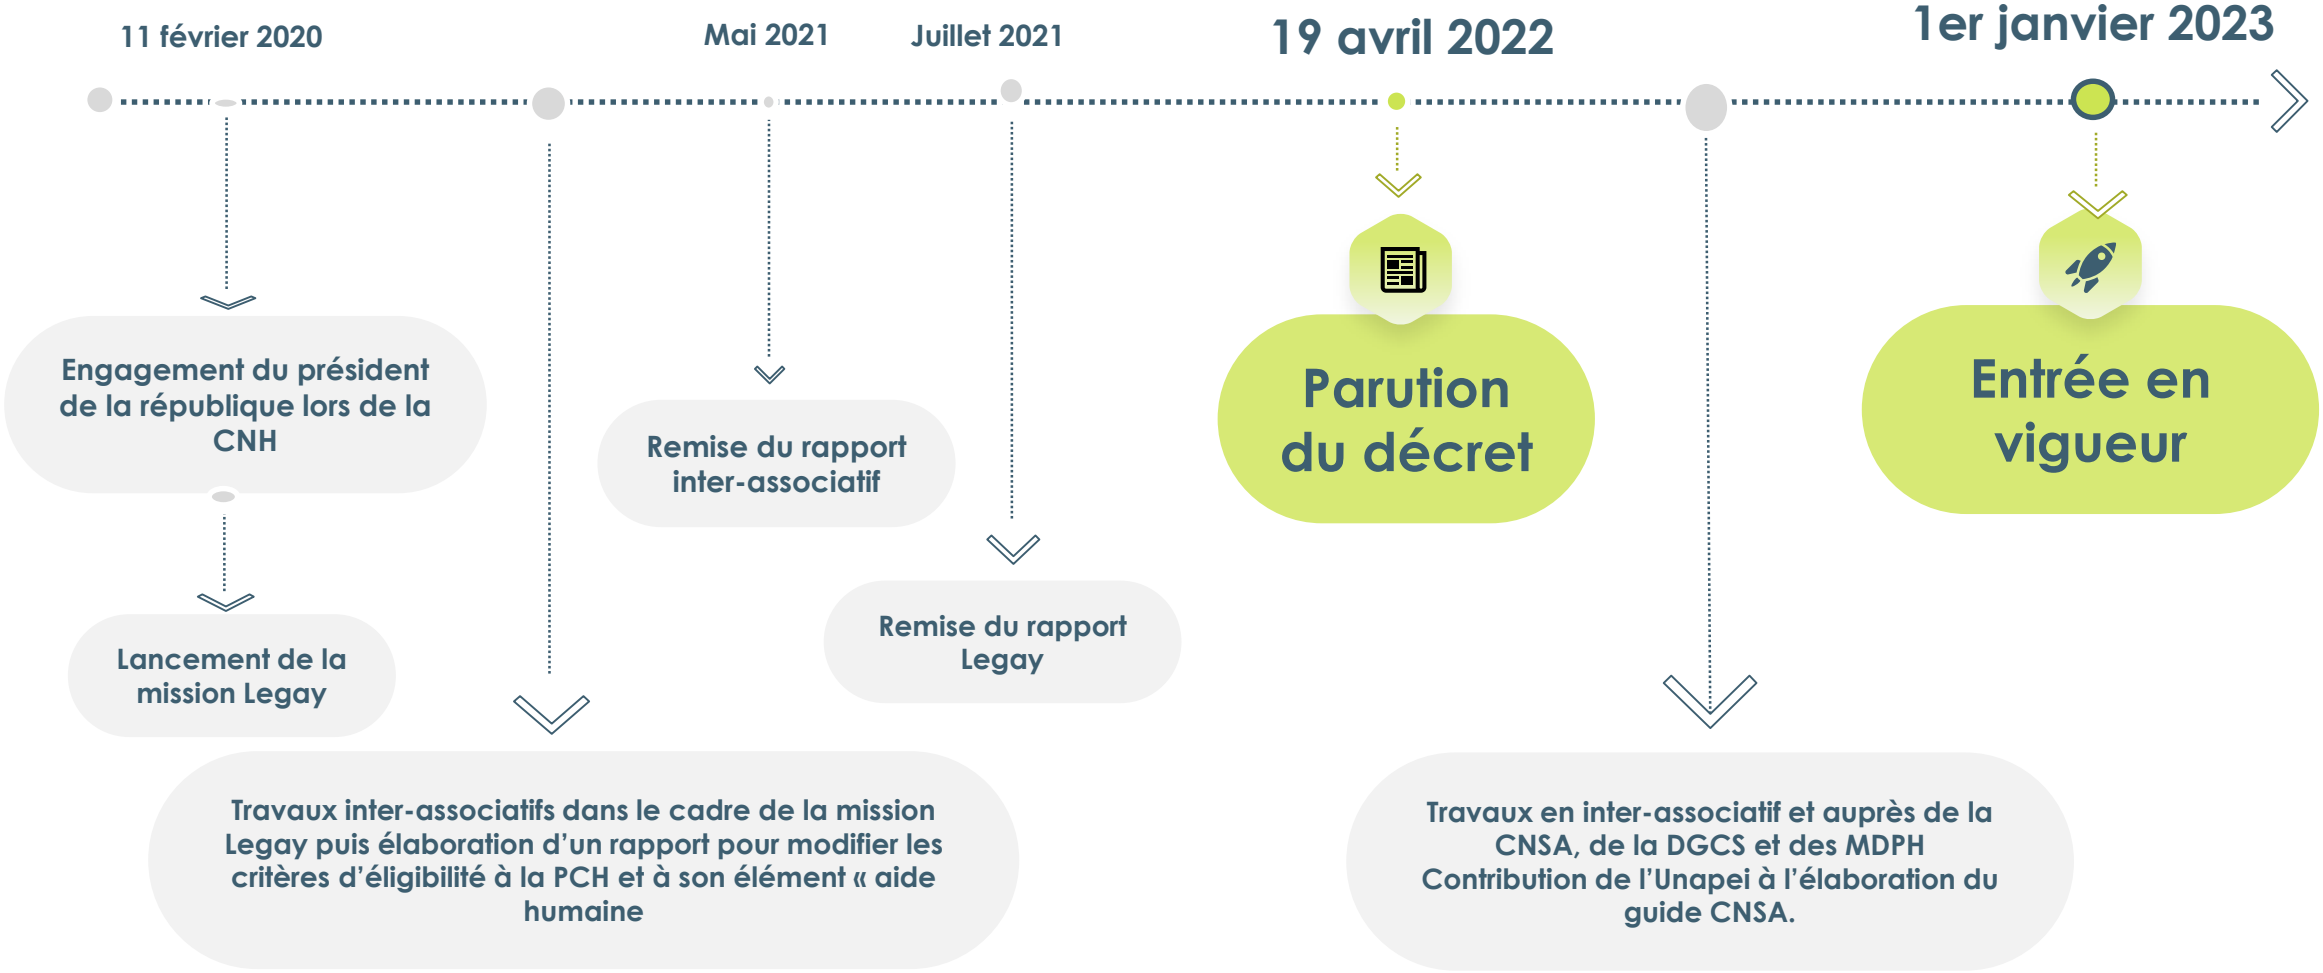 11 février 2020
Mai 2021
Juillet 2021
19 avril 2022
1er janvier 2023
Engagement du président
de la république lors de la
CNH
Lancement de la
mission Legay
Travaux inter-associatifs dans le cadre de la mission
Legay puis élaboration d’un rapport pour modifier les
critères d’éligibilité à la PCH et à son élément « aide
humaine
Remise du rapport
inter-associatif
Remise du rapport
Legay
Parution
du décret
Travaux en inter-associatif et auprès de la
CNSA, de la DGCS et des MDPH
Contribution de l’Unapei à l’élaboration du
guide CNSA.
Entrée en
vigueur